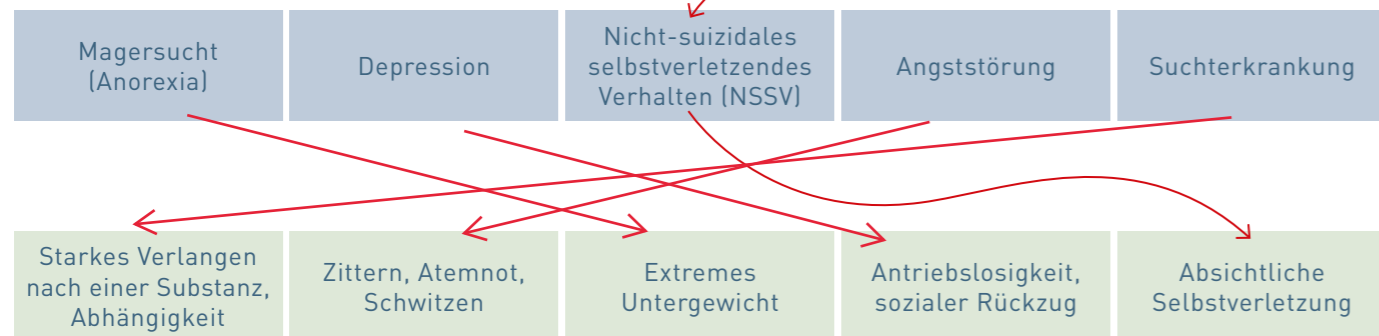 Magersucht
(Anorexia)
Depression
Nicht-suizidales
selbstverletzendes
Verhalten (NSSV)
Angststörung
Suchterkrankung
Starkes Verlangen
nach einer Substanz,
Abhängigkeit
Zittern, Atemnot,
Schwitzen
Extremes
Untergewicht
Antriebslosigkeit,
sozialer Rückzug
Absichtliche
Selbstverletzung